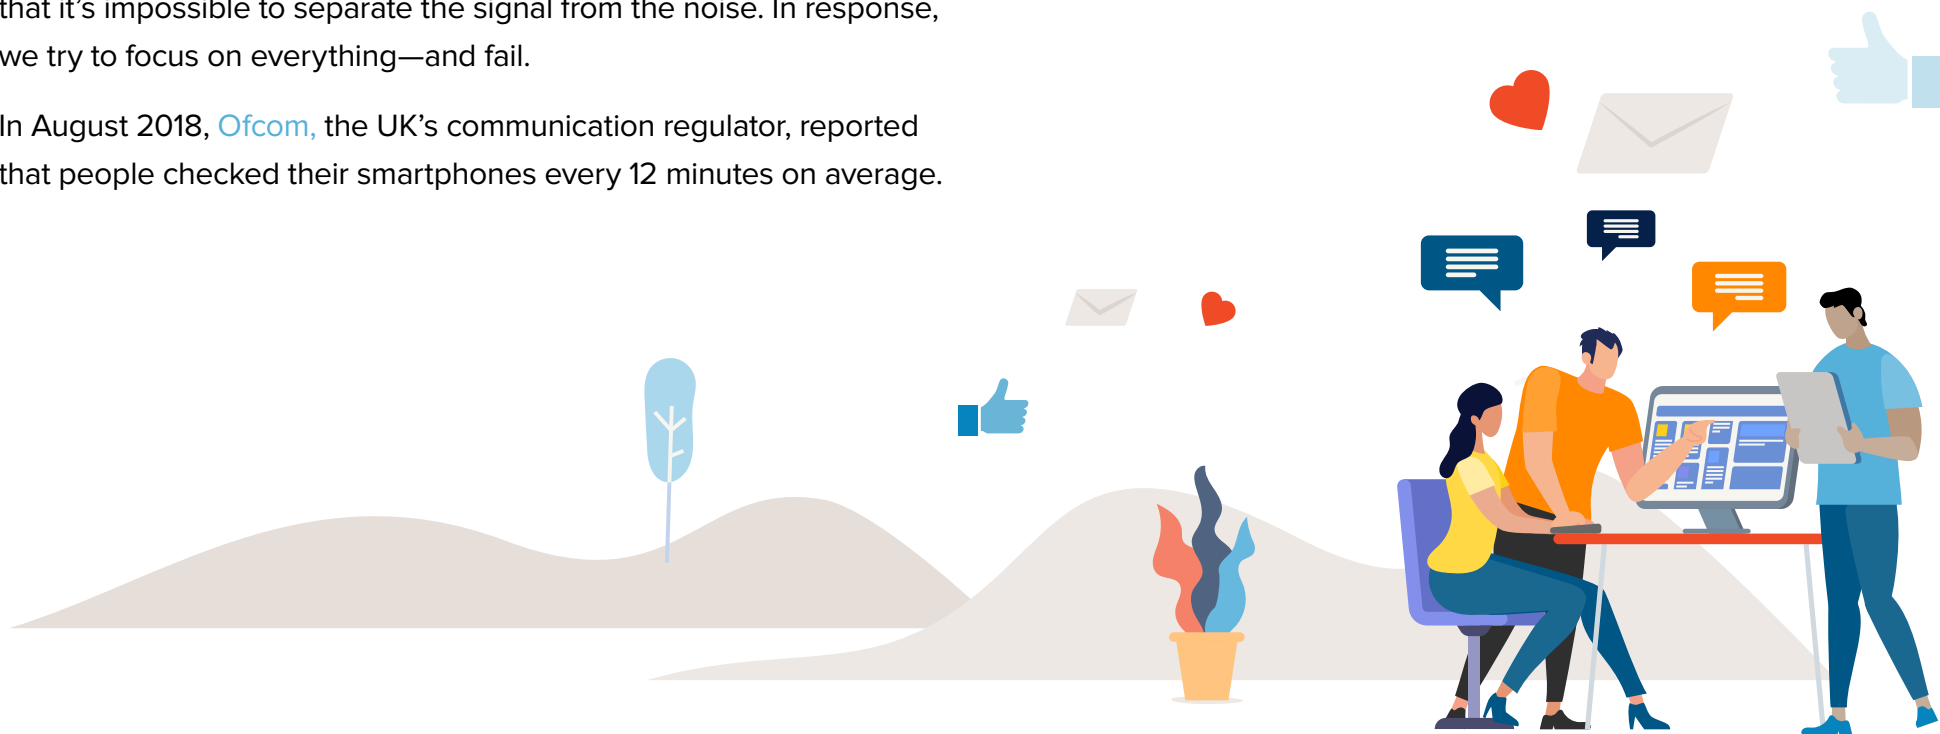 that it’s impossible to separate the signal from the noise. In response,
we try to focus on everything—and fail.
In August 2018, Ofcom, the UK’s communication regulator, reported
that people checked their smartphones every 12 minutes on average.